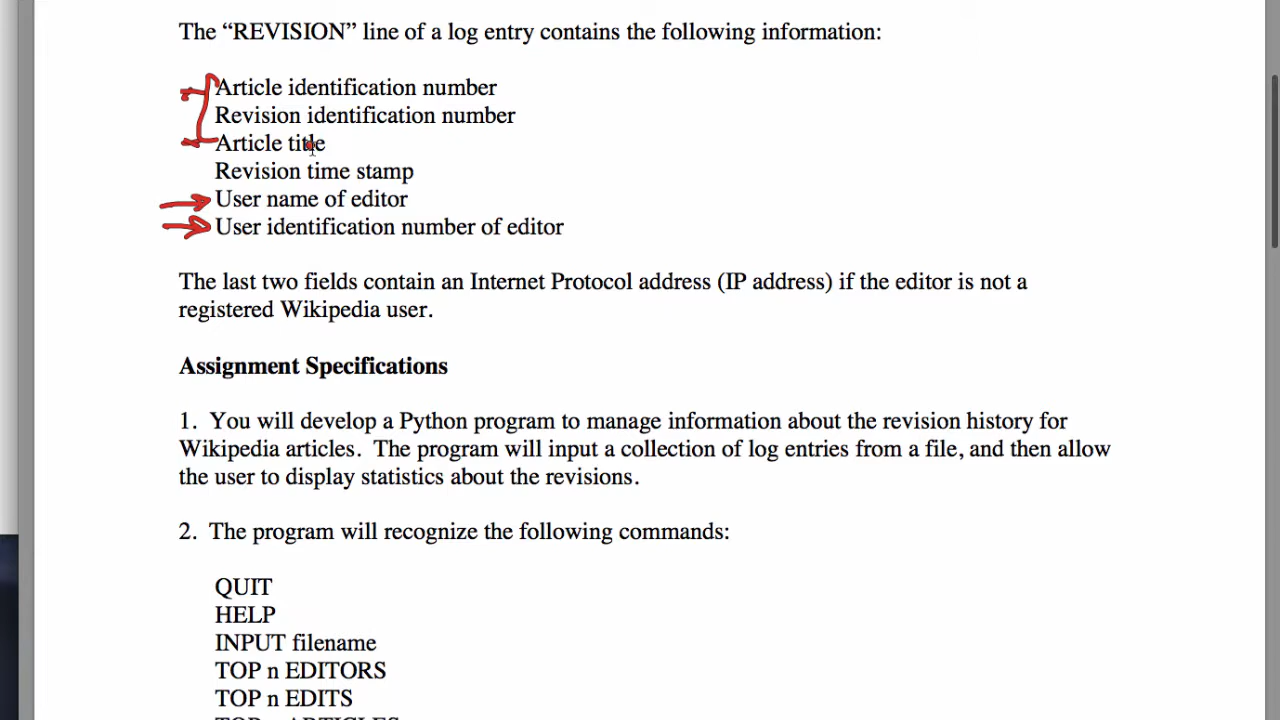 The “REVISION” line of a log entry contains the following information:
Article identification number
Revision identification number
Article title
Revision time stamp
User name of editor
User identification number of editor
The last two fields contain an Internet Protocol address (IP address) if the editor is not a
registered Wikipedia user.
Assignment Specifications
1. You will develop a Python program to manage information about the revision history for
Wikipedia articles. The program will input a collection of log entries from a file, and then allow
the user to display statistics about the revisions.
2. The program will recognize the following commands:
QUIT
HELP
INPUT filename
TOP n EDITORS
TOP n EDITS
TOP n ARTICLES